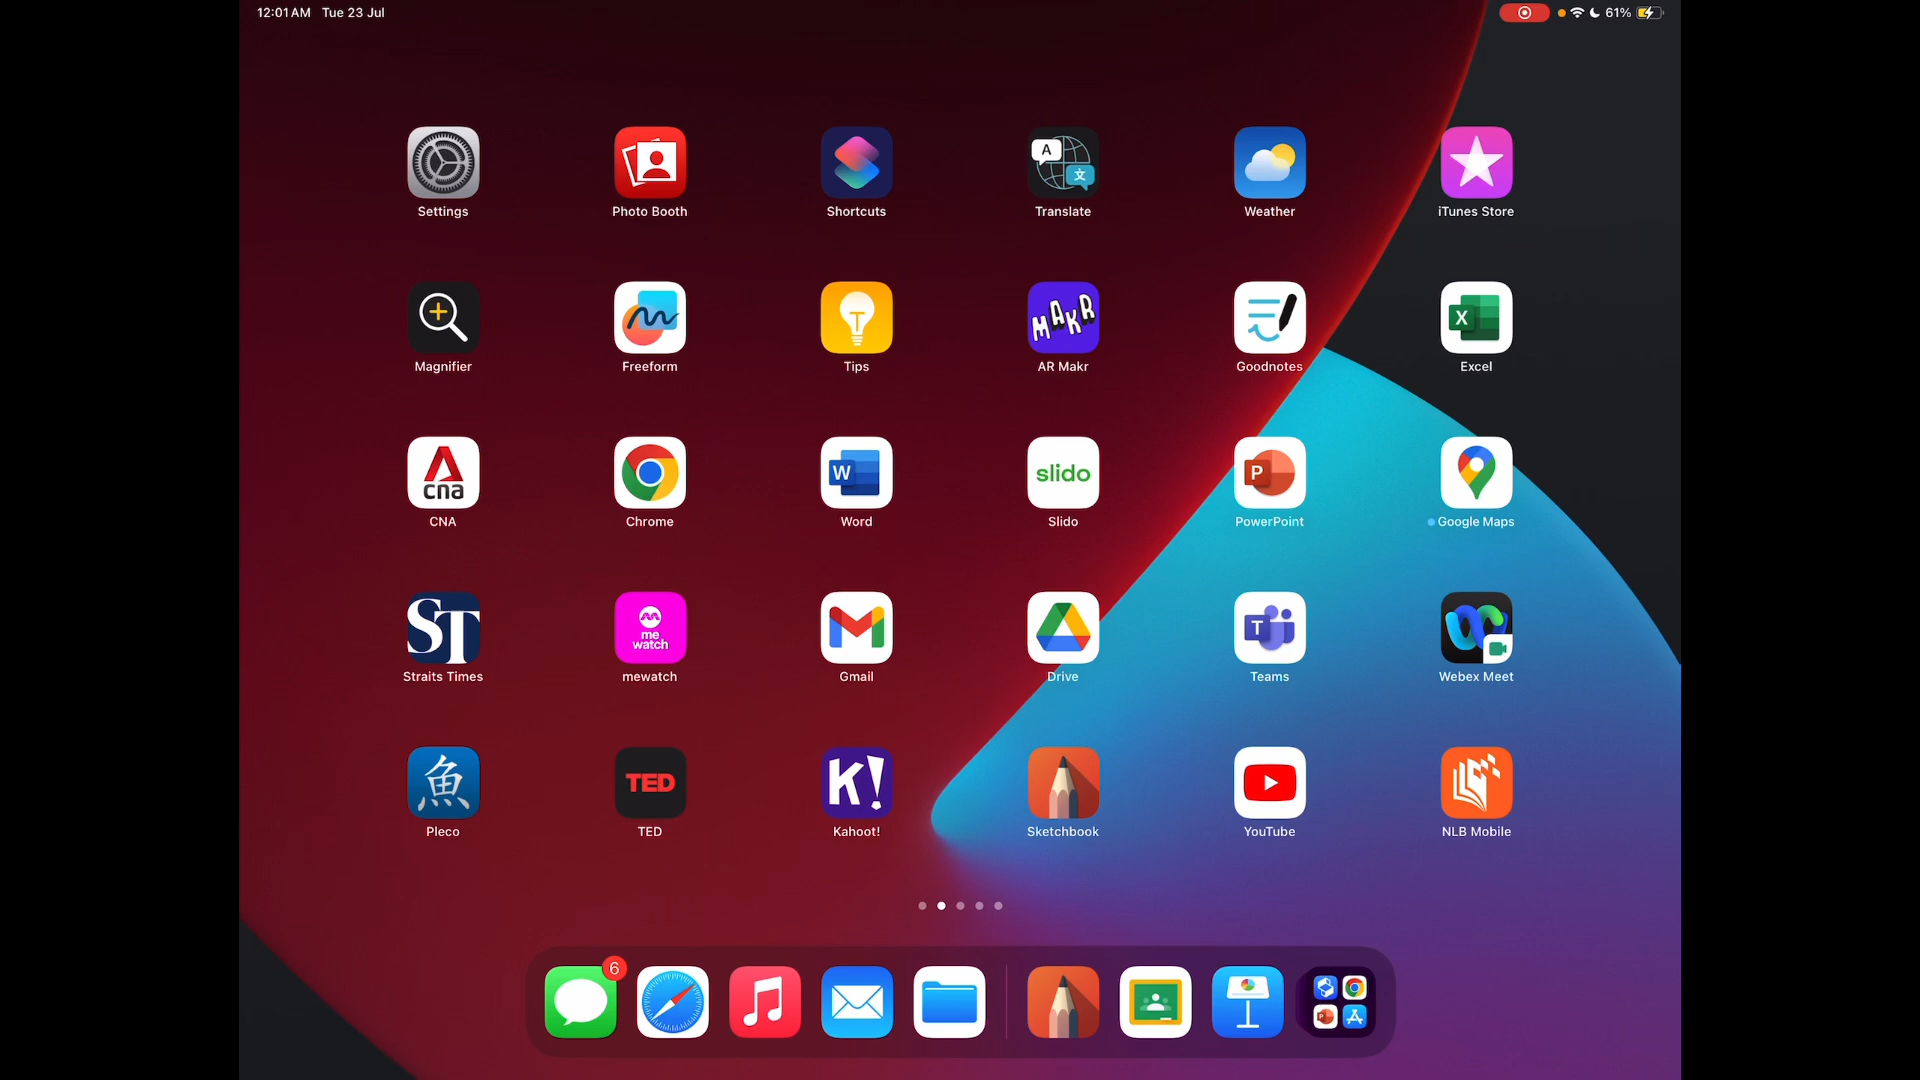 12:01 AM Tue 23 Jul
61%
A
文
Settings
Photo Booth
Shortcuts
Translate
Weather
iTunes Store
T
MAKR
X
Magnifier
Freeform
Tips
AR Makr
Goodnotes
Excel
cna
W
slido
P
CNA
Chrome
Word
Slido
PowerPoint
Google Maps
ST
me
watch
T
Straits Times
mewatch
Gmail
Drive
Teams
Webex Meet
魚
TED
K!
Pleco
TED
Kahoot!
Sketchbook
YouTube
NLB Mobile
6
P